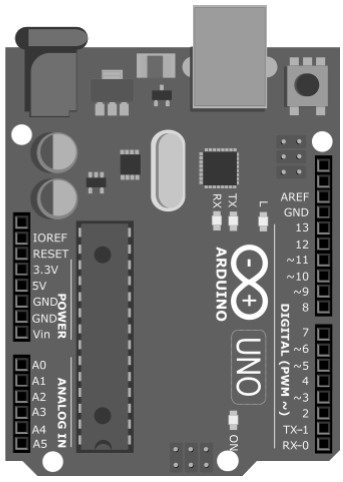 RX
TX
L
AREF
GND
13
12
~11
~10
~9
8
7
~6
~5
4
~3
2
TX-1
RX-0
DIGITAL (PWM ~)
IOREF
RESET
3.3V
5V
GND
GND
Vin
POWER
A0
A1
A2
A3
A4
A5
ANALOG IN
- +
ARDUINO
UNO
ON